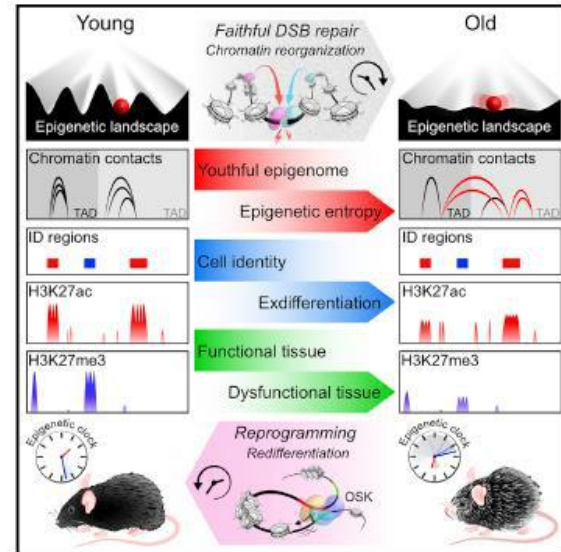 Young
Faithful DSB repair
Chromatin reorganization
Old
Epigenetic landscape
Epigenetic landscape
Chromatin contacts
TAD
TAD
Youthful epigenome
Epigenetic entropy
Chromatin contacts
TAD
TAD
ID regions
Cell identity
ID regions
H3K27ac
Exdifferentiation
H3K27ac
Functional tissue
H3K27me3
Dysfunctional tissue
H3K27me3
Epigenetic clock
Reprogramming
Redifferentiation
OSK
Epigenetic clock